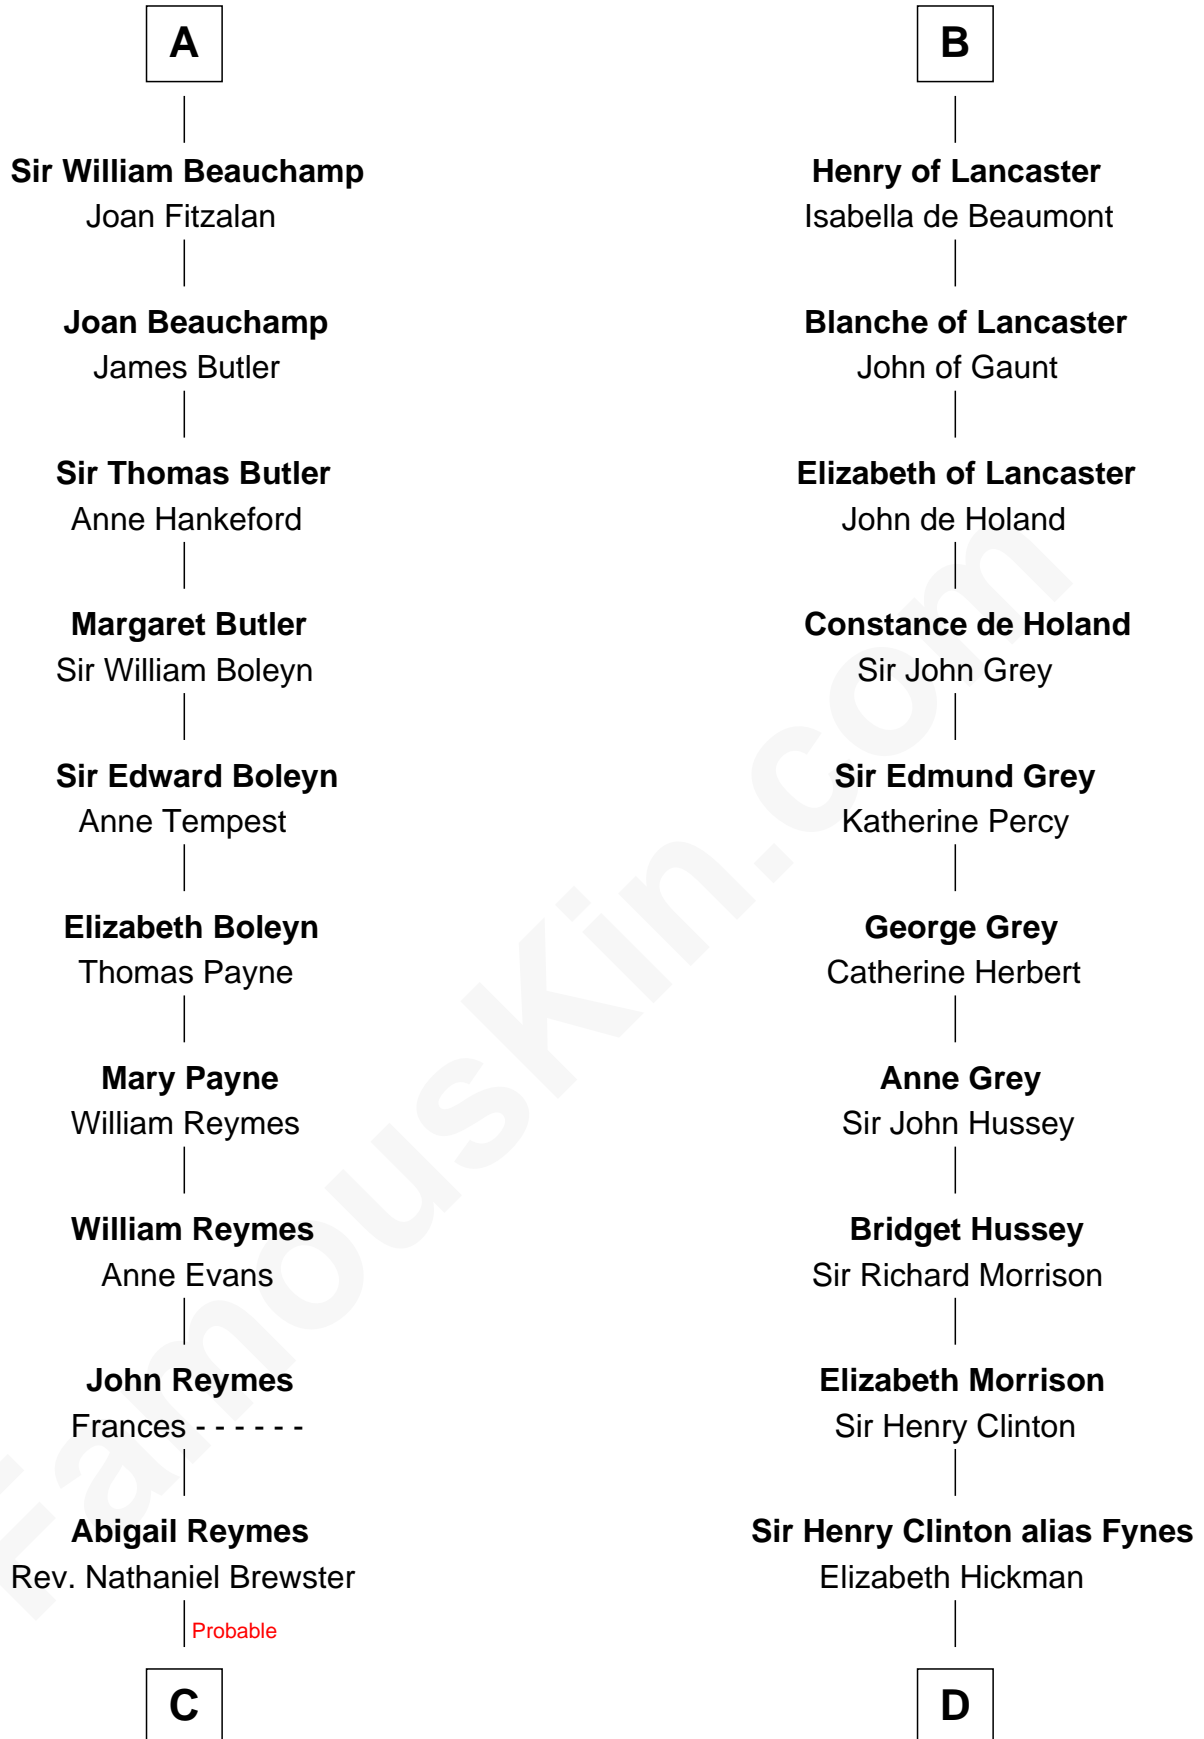 A
Sir William Beauchamp
Joan Fitzalan
Joan Beauchamp
James Butler
Sir Thomas Butler
Anne Hankeford
Margaret Butler
Sir William Boleyn
Sir Edward Boleyn
Anne Tempest
Elizabeth Boleyn
Thomas Payne
Mary Payne
William Reymes
William Reymes
Anne Evans
John Reymes
Frances - - - - - -
Abigail Reymes
Rev. Nathaniel Brewster
Probable
C
B
Henry of Lancaster
Isabella de Beaumont
Blanche of Lancaster
John of Gaunt
Elizabeth of Lancaster
John de Holand
Constance de Holand
Sir John Grey
Sir Edmund Grey
Katherine Percy
George Grey
Catherine Herbert
Anne Grey
Sir John Hussey
Bridget Hussey
Sir Richard Morrison
Elizabeth Morrison
Sir Henry Clinton
Sir Henry Clinton alias Fynes
Elizabeth Hickman
D
FamousKin.com